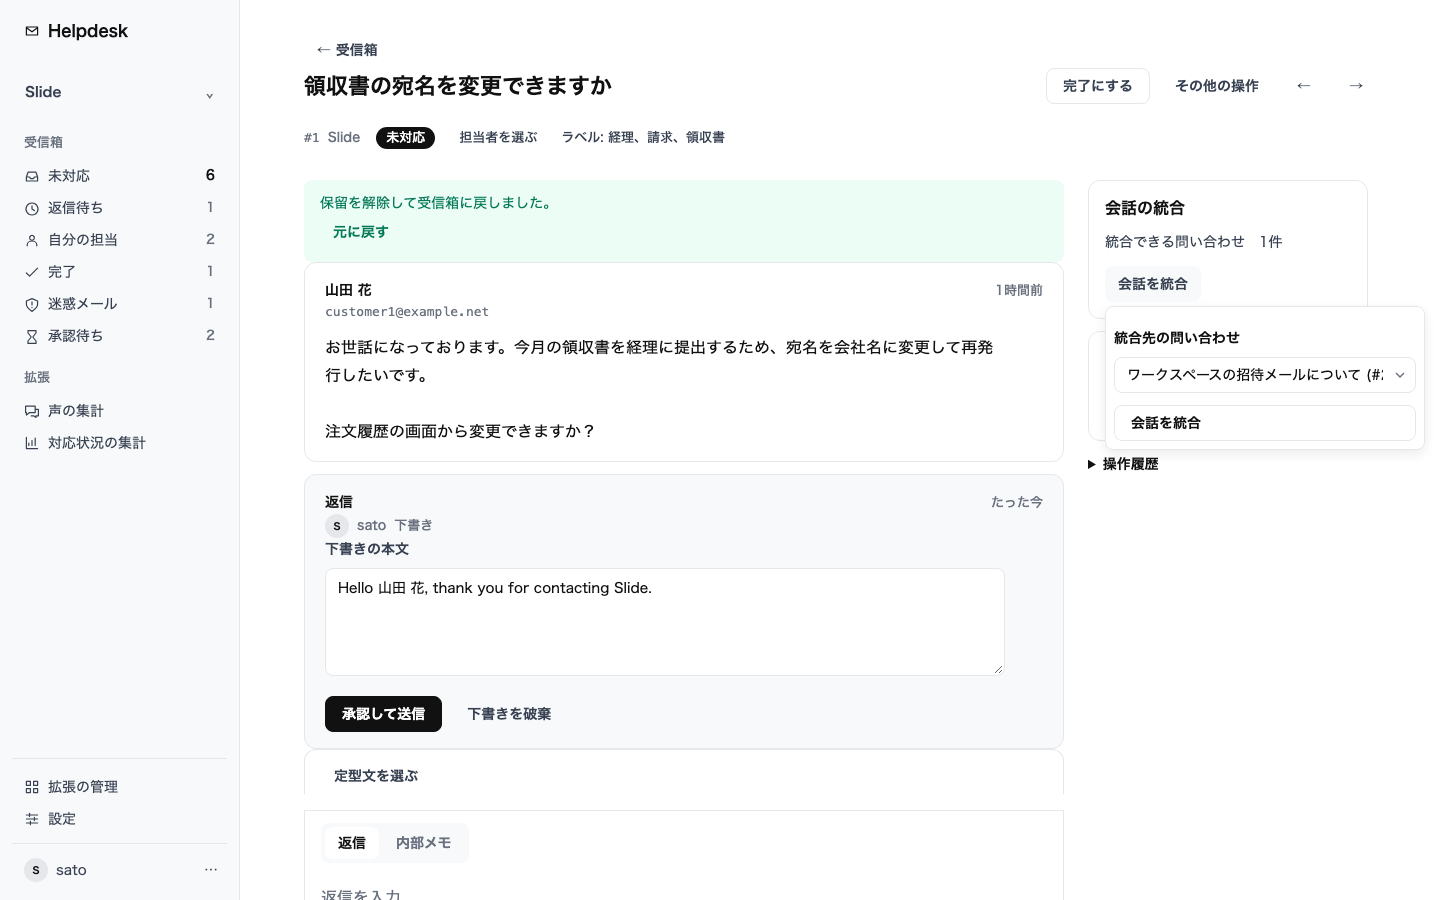 Helpdesk
Slide
受信箱
未対応 6
返信待ち 1
自分の担当 2
完了 1
迷惑メール 1
承認待ち 2
拡張
声の集計
対応状況の集計
拡張の管理
設定
S sato ...
← 受信箱
領収書の宛名を変更できますか
完了にする その他の操作 ← →
#1 Slide 未対応 担当者を選ぶ ラベル: 経理、請求、領収書
保留を解除して受信箱に戻しました。
元に戻す
山田 花 1時間前
customer1@example.net
お世話になっております。今月の領収書を経理に提出するため、宛名を会社名に変更して再発
行したいです。
注文履歴の画面から変更できますか？
返信 たった今
S sato 下書き
下書きの本文
Hello 山田 花, thank you for contacting Slide.
承認して送信 下書きを破棄
定型文を選ぶ
返信 内部メモ
返信を入力
会話の統合
統合できる問い合わせ 1件
会話を統合
統合先の問い合わせ
ワークスペースの招待メールについて (#
会話を統合
▶ 操作履歴